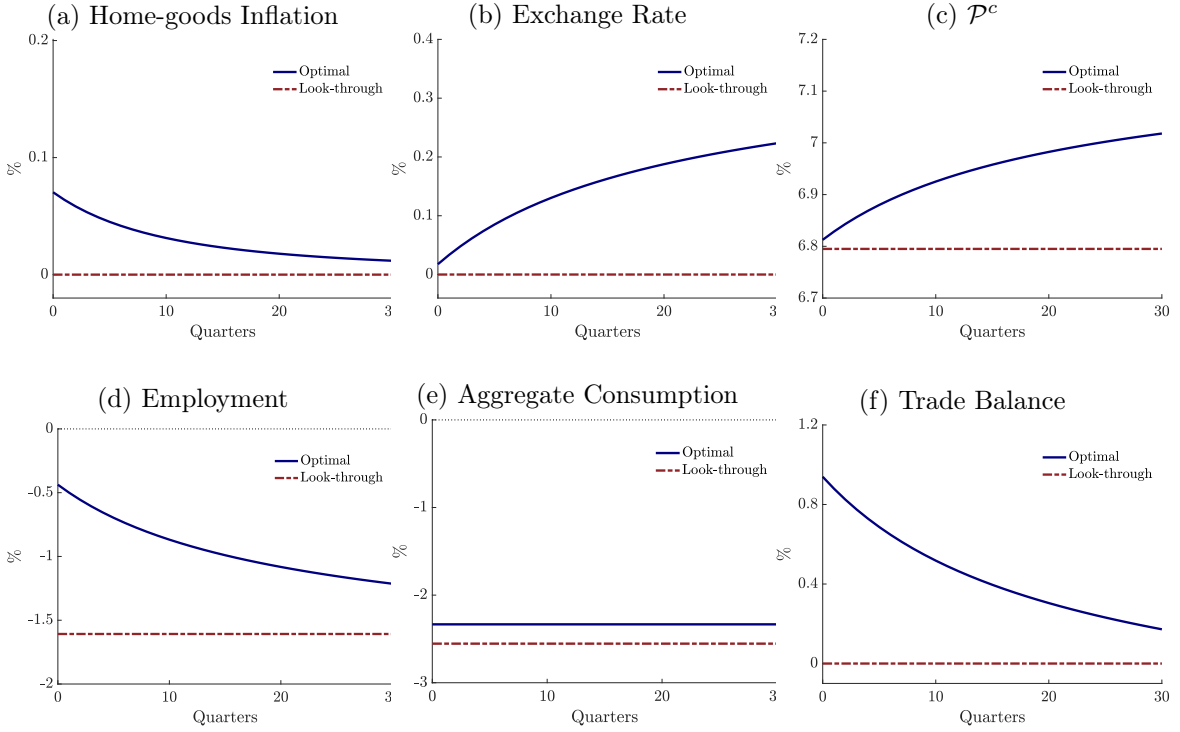 (a) Home-goods Inflation
0.2
0.1
0
%
0 10 20 3
Quarters
Optimal
Look-through
(b) Exchange Rate
0.4
0.3
0.2
0.1
0
%
0 10 20 3
Quarters
Optimal
Look-through
(c) 𝒫ᶜ
7.2
7.1
7
6.9
6.8
6.7
%
0 10 20 30
Quarters
Optimal
Look-through
(d) Employment
0
-0.5
-1
-1.5
-2
%
0 10 20 3
Quarters
Optimal
Look-through
(e) Aggregate Consumption
0
-1
-2
-3
%
0 10 20 3
Quarters
Optimal
Look-through
(f) Trade Balance
1.2
0.8
0.4
0
%
0 10 20 30
Quarters
Optimal
Look-through